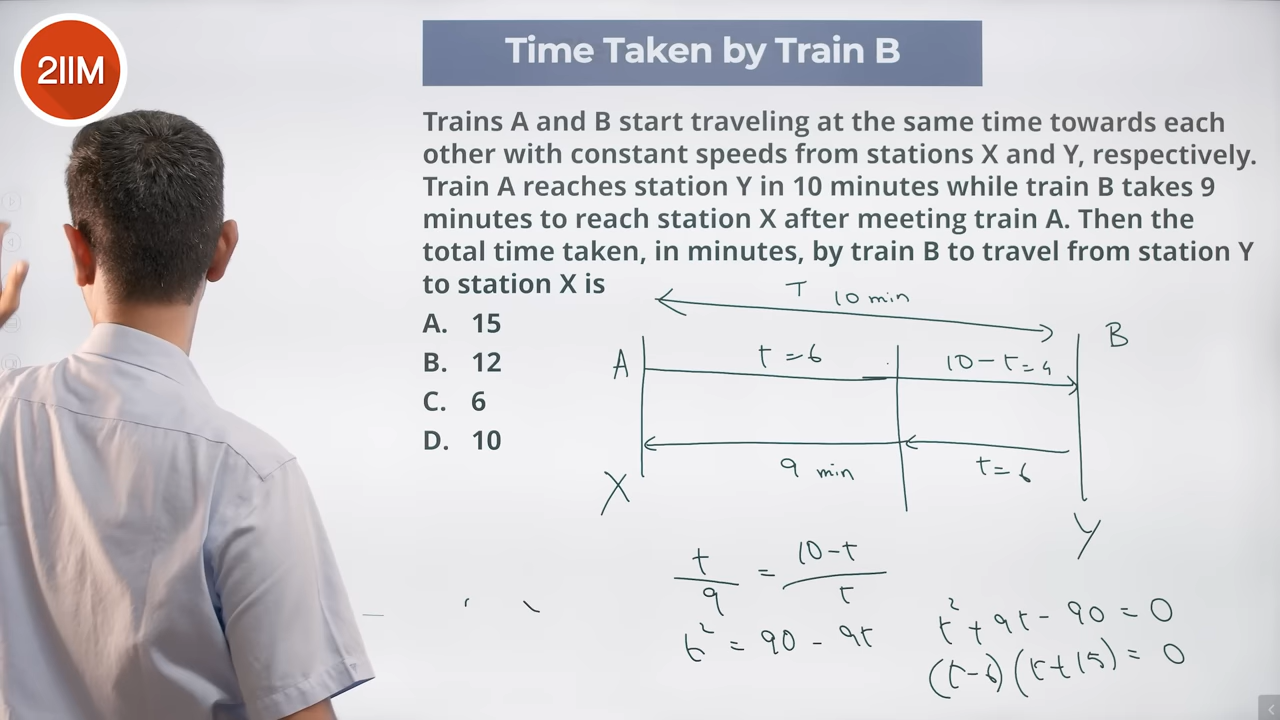 2IIM
Time Taken by Train B
Trains A and B start traveling at the same time towards each
other with constant speeds from stations X and Y, respectively.
Train A reaches station Y in 10 minutes while train B takes 9
minutes to reach station X after meeting train A. Then the
total time taken, in minutes, by train B to travel from station Y
to station X is
A. 15
B. 12
C. 6
D. 10
T 10 min
A t = 6 10 - t = 4 B
9 min t = 6
X Y
t/9 = (10-t)/t
t² = 90 - 9t
t² + 9t - 90 = 0
(t-6)(t+15) = 0